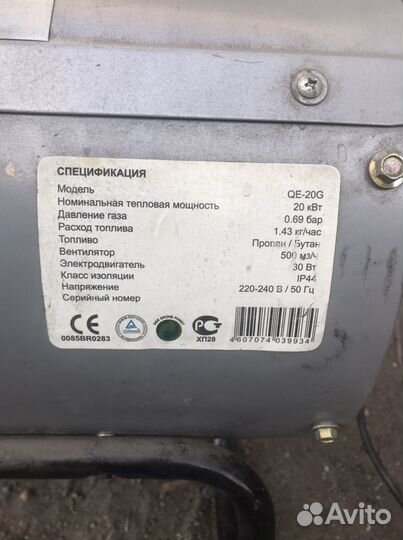 СПЕЦИФИКАЦИЯ
Модель QE-20G
Номинальная тепловая мощность 20 кВт
Давление газа 0.69 бар
Расход топлива 1.43 кг/час
Топливо Пропан / Бутан
Вентилятор 500 м3/ч
Электродвигатель 30 Вт
Класс изоляции IP44
Напряжение 220-240 В / 50 Гц
Серийный номер
CE
0085BR0283
ХП28
4 607074 039934
Avito